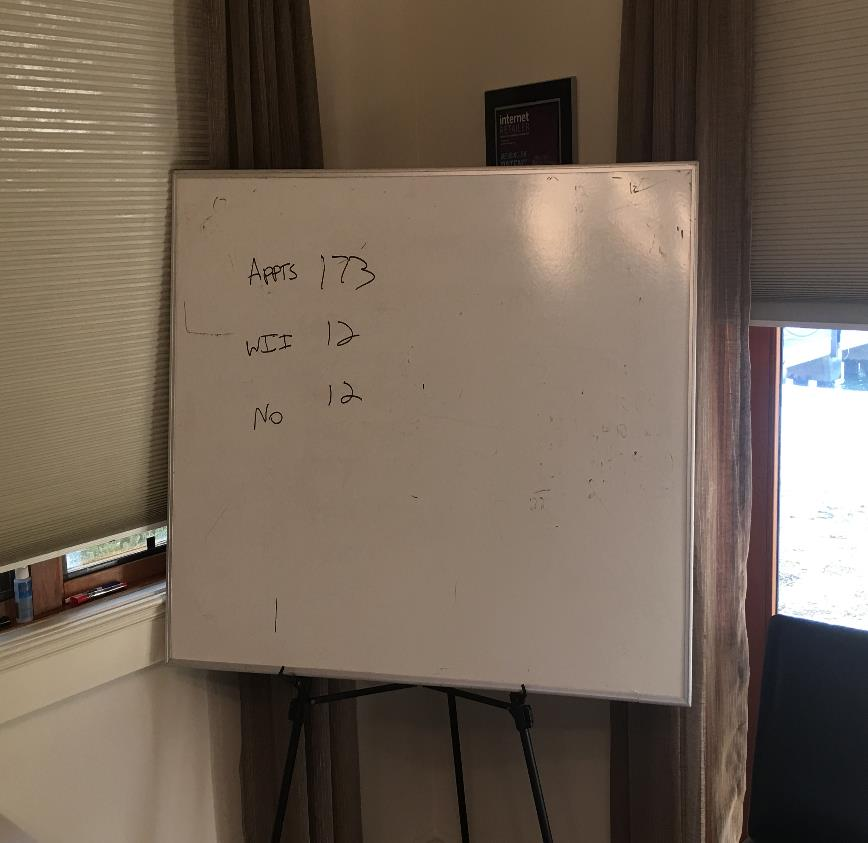 internet
RETAILER
Appts 173
WII 12
No 12